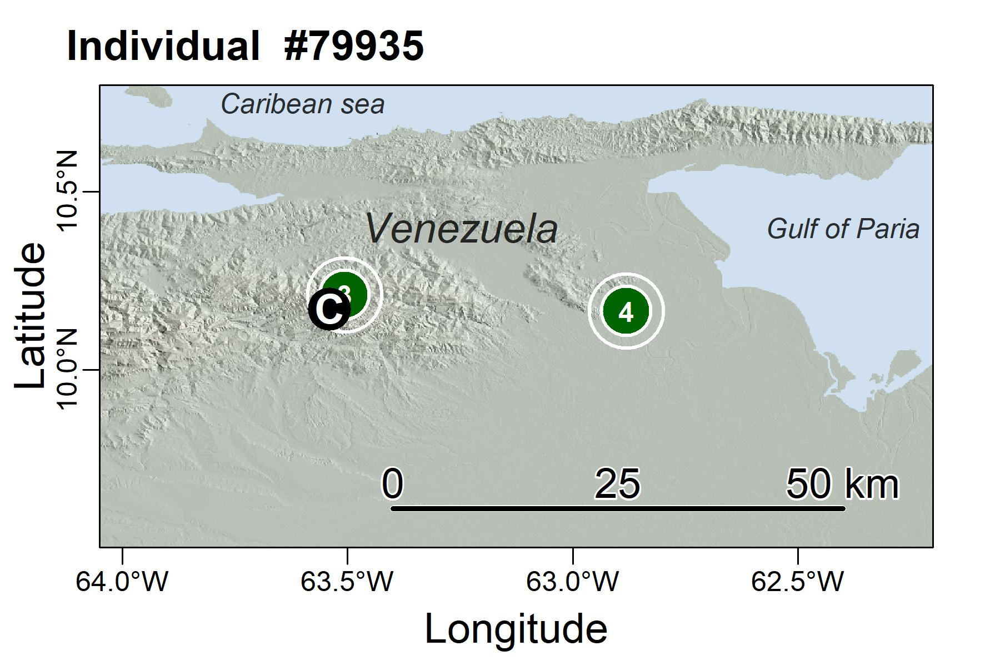 Individual #79935
Caribean sea
10.5°N
Venezuela
Gulf of Paria
3
C
4
Latitude
10.0°N
0 25 50 km
64.0°W 63.5°W 63.0°W 62.5°W
Longitude